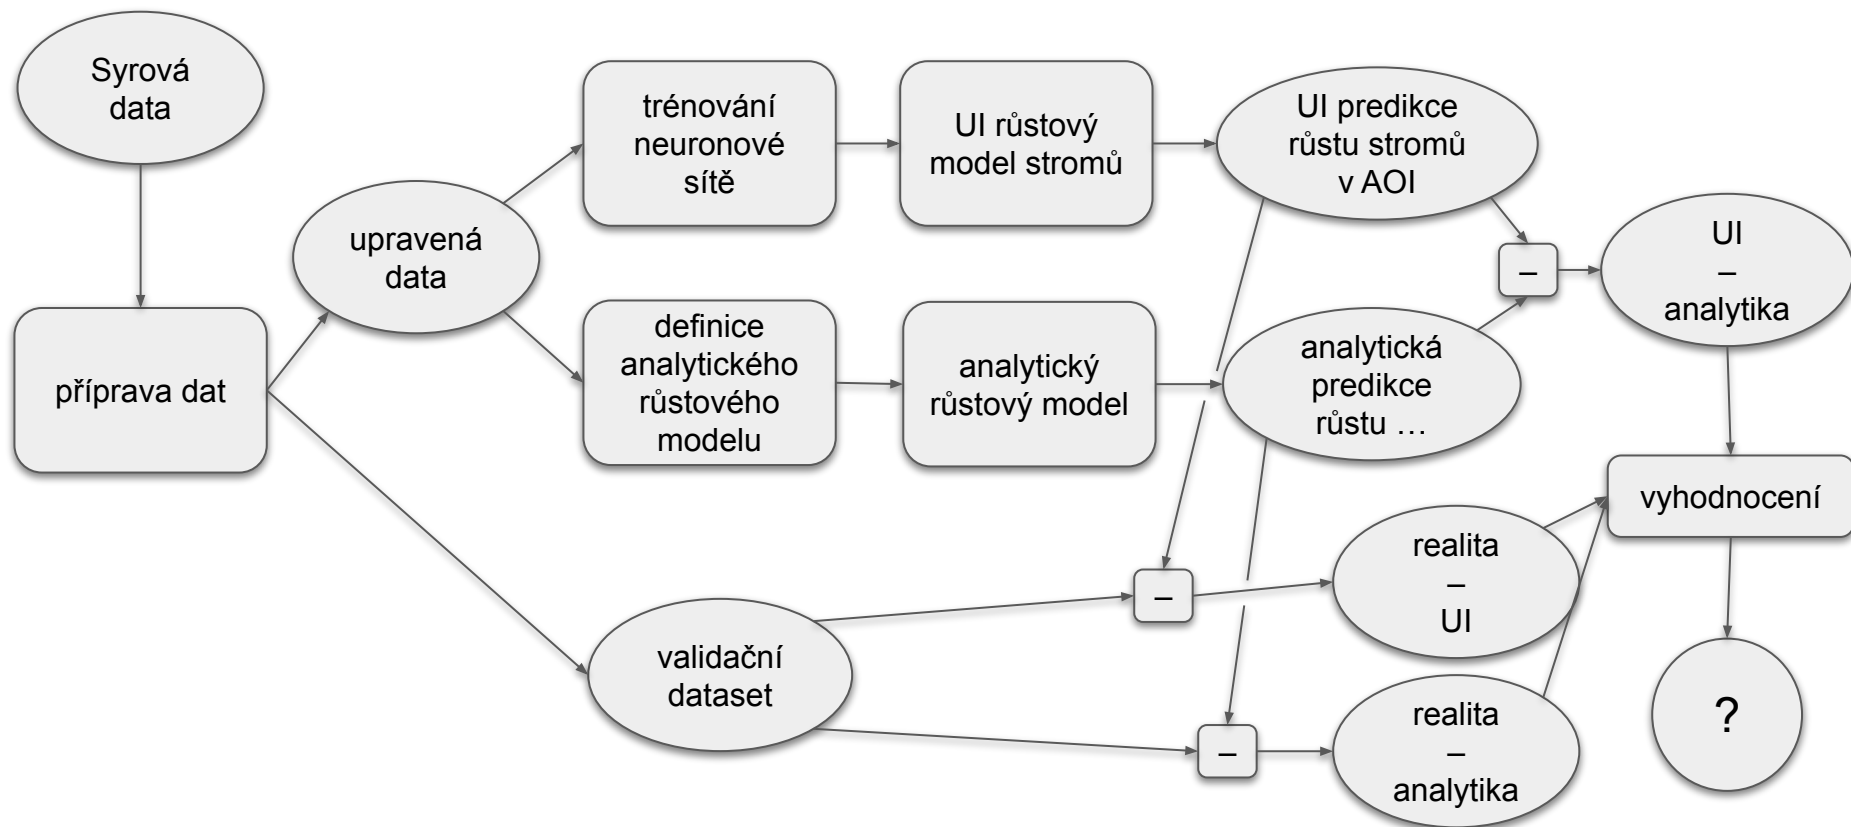 Syrová
data
příprava dat
upravená
data
trénování
neuronové
sítě
UI růstový
model stromů
UI predikce
růstu stromů
v AOI
definice
analytického
růstového
modelu
analytický
růstový model
analytická
predikce
růstu …
–
UI
–
analytika
validační
dataset
–
realita
–
UI
–
realita
–
analytika
vyhodnocení
?